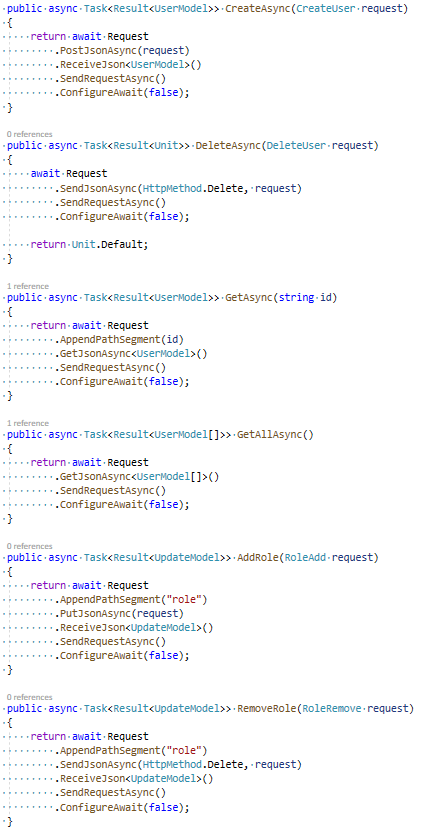 public async Task<Result<UserModel>> CreateAsync(CreateUser request)
{
return await Request
.PostJsonAsync(request)
.ReceiveJson<UserModel>()
.SendRequestAsync()
.ConfigureAwait(false);
}
0 references
public async Task<Result<Unit>> DeleteAsync(DeleteUser request)
{
await Request
.SendJsonAsync(HttpMethod.Delete, request)
.SendRequestAsync()
.ConfigureAwait(false);
return Unit.Default;
}
1 reference
public async Task<Result<UserModel>> GetAsync(string id)
{
return await Request
.AppendPathSegment(id)
.GetJsonAsync<UserModel>()
.SendRequestAsync()
.ConfigureAwait(false);
}
1 reference
public async Task<Result<UserModel[]>> GetAllAsync()
{
return await Request
.GetJsonAsync<UserModel[]>()
.SendRequestAsync()
.ConfigureAwait(false);
}
0 references
public async Task<Result<UpdateModel>> AddRole(RoleAdd request)
{
return await Request
.AppendPathSegment("role")
.PutJsonAsync(request)
.ReceiveJson<UpdateModel>()
.SendRequestAsync()
.ConfigureAwait(false);
}
0 references
public async Task<Result<UpdateModel>> RemoveRole(RoleRemove request)
{
return await Request
.AppendPathSegment("role")
.SendJsonAsync(HttpMethod.Delete, request)
.ReceiveJson<UpdateModel>()
.SendRequestAsync()
.ConfigureAwait(false);
}